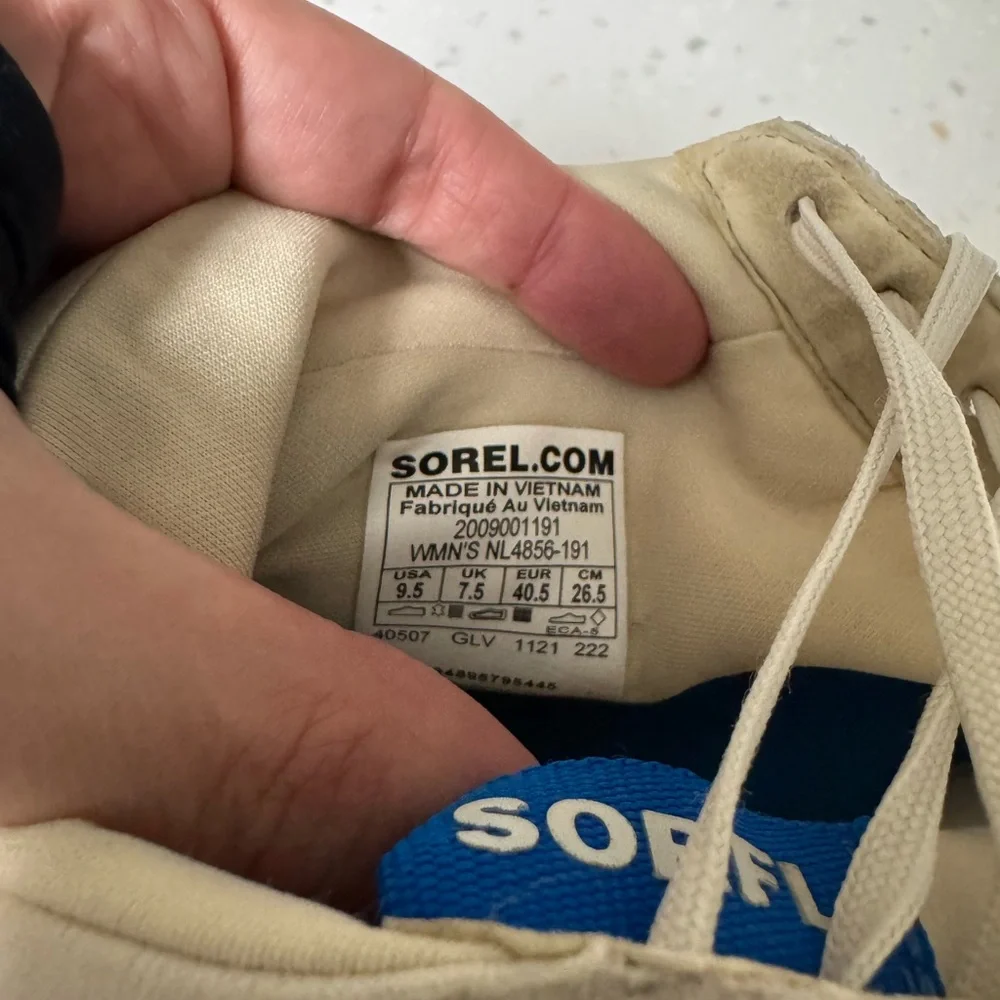 SOREL.COM
MADE IN VIETNAM
Fabriqué Au Vietnam
2009001191
WMN'S NL4856-191
USA UK EUR CM
9.5 7.5 40.5 26.5
ECA-5
40507 GLV 1121 222
SOREL